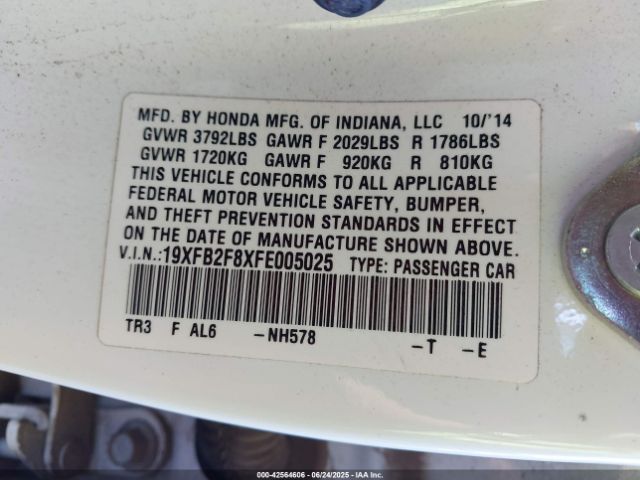 MFD. BY HONDA MFG. OF INDIANA, LLC 10/'14
GVWR 3792LBS GAWR F 2029LBS R 1786LBS
GVWR 1720KG GAWR F 920KG R 810KG
THIS VEHICLE CONFORMS TO ALL APPLICABLE
FEDERAL MOTOR VEHICLE SAFETY, BUMPER,
AND THEFT PREVENTION STANDARDS IN EFFECT
ON THE DATE OF MANUFACTURE SHOWN ABOVE.
V.I.N.:19XFB2F8XFE005025 TYPE: PASSENGER CAR
TR3 F AL6 -NH578 -T -E
000-42564606 - 06/24/2025 - IAA Inc.